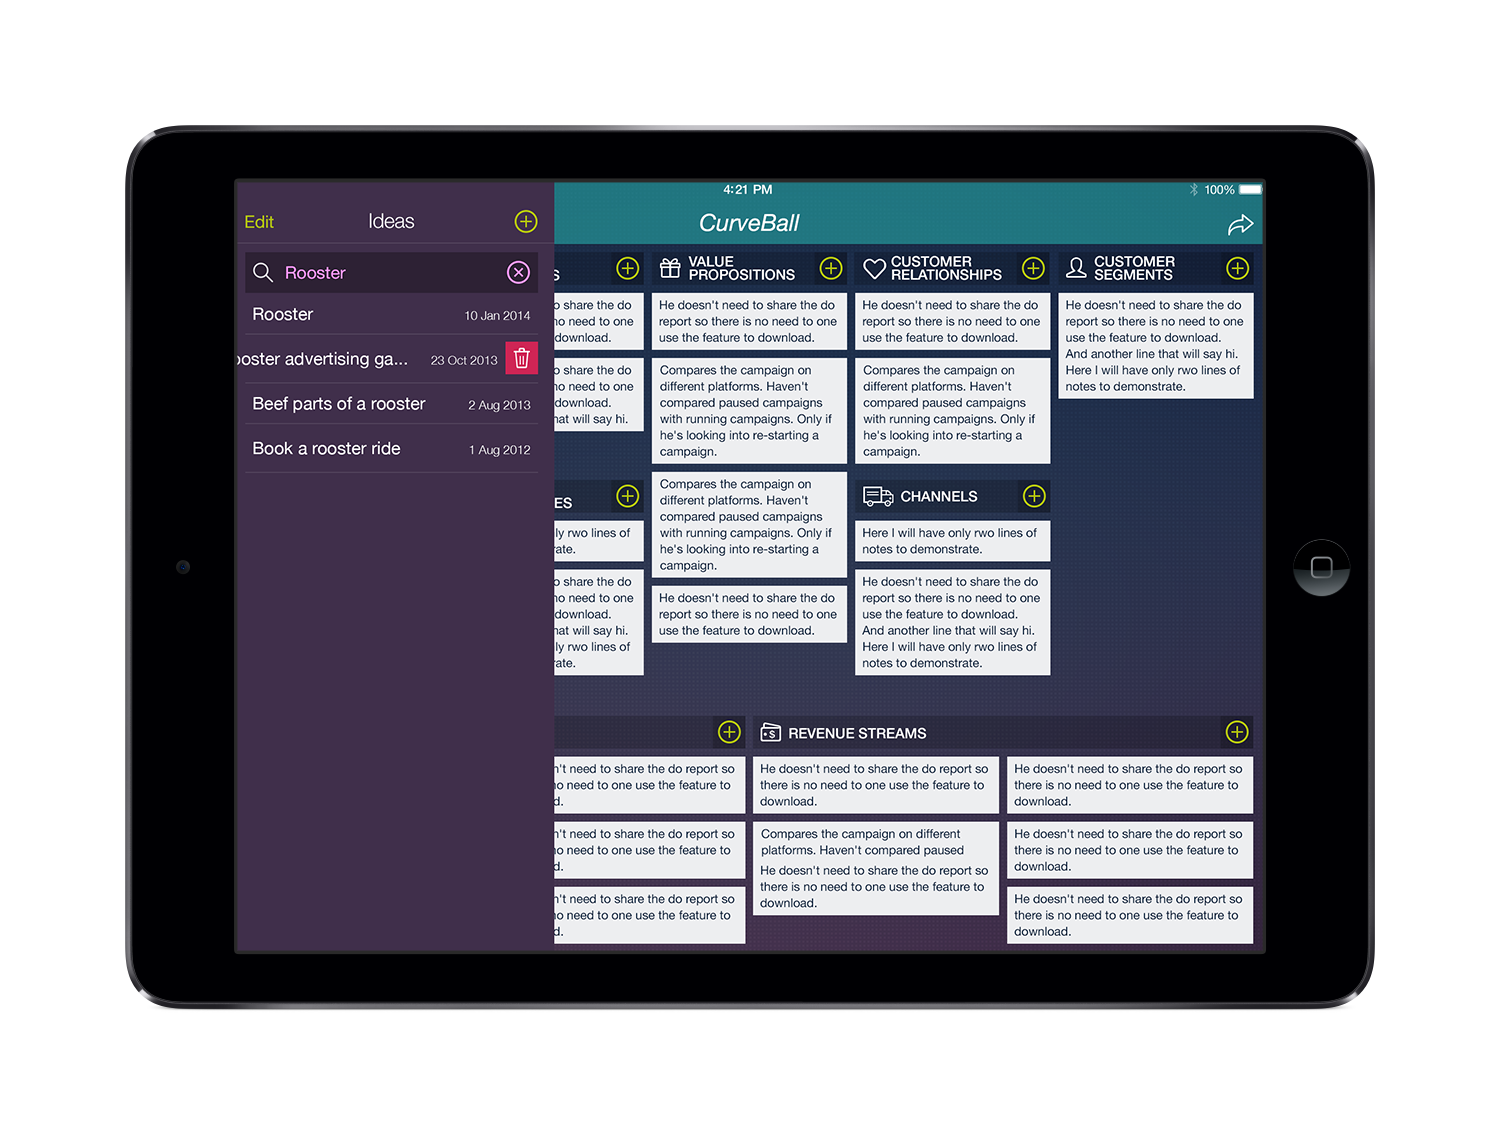 4:21 PM
100%
Edit
Ideas
CurveBall
Rooster
Rooster
10 Jan 2014
ooster advertising ga...
23 Oct 2013
Beef parts of a rooster
2 Aug 2013
Book a rooster ride
1 Aug 2012
S
share the do
no need to one
download.
share the do
no need to one
download.
hat will say hi.
VALUE
PROPOSITIONS
He doesn't need to share the do
report so there is no need to one
use the feature to download.
Compares the campaign on
different platforms. Haven't
compared paused campaigns
with running campaigns. Only if
he's looking into re-starting a
campaign.
Compares the campaign on
different platforms. Haven't
compared paused campaigns
with running campaigns. Only if
he's looking into re-starting a
campaign.
He doesn't need to share the do
report so there is no need to one
use the feature to download.
CUSTOMER
RELATIONSHIPS
He doesn't need to share the do
report so there is no need to one
use the feature to download.
Compares the campaign on
different platforms. Haven't
compared paused campaigns
with running campaigns. Only if
he's looking into re-starting a
campaign.
CUSTOMER
SEGMENTS
He doesn't need to share the do
report so there is no need to one
use the feature to download.
And another line that will say hi.
Here I will have only rwo lines of
notes to demonstrate.
ES
ly rwo lines of
rate.
share the do
no need to one
download.
hat will say hi.
ly rwo lines of
rate.
CHANNELS
Here I will have only rwo lines of
notes to demonstrate.
He doesn't need to share the do
report so there is no need to one
use the feature to download.
And another line that will say hi.
Here I will have only rwo lines of
notes to demonstrate.
n't need to share the do report so
no need to one use the feature to
d.
n't need to share the do report so
no need to one use the feature to
d.
n't need to share the do report so
no need to one use the feature to
d.
$ REVENUE STREAMS
He doesn't need to share the do report so
there is no need to one use the feature to
download.
Compares the campaign on different
platforms. Haven't compared paused
He doesn't need to share the do report so
there is no need to one use the feature to
download.
He doesn't need to share the do report so
there is no need to one use the feature to
download.
He doesn't need to share the do report so
there is no need to one use the feature to
download.
He doesn't need to share the do report so
there is no need to one use the feature to
download.